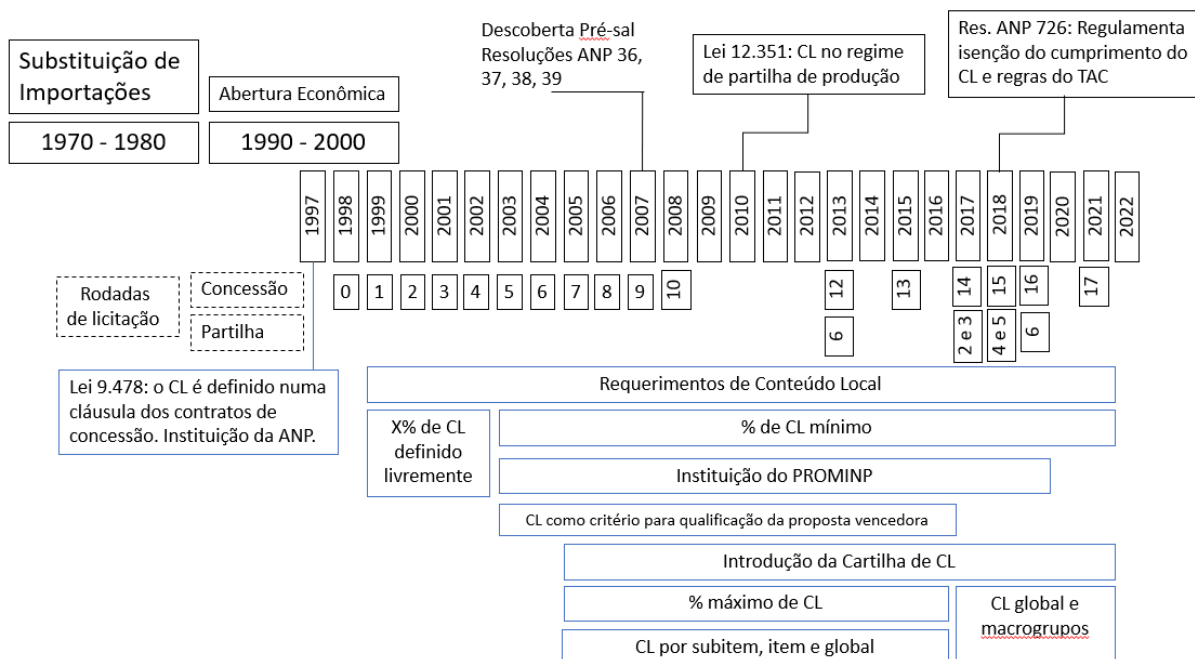 Substituição de
Importações
1970 - 1980
Abertura Econômica
1990 - 2000
Descoberta Pré-sal
Resoluções ANP 36,
37, 38, 39
Lei 12.351: CL no regime
de partilha de produção
Res. ANP 726: Regulamenta
isenção do cumprimento do
CL e regras do TAC
1997
1998
1999
2000
2001
2002
2003
2004
2005
2006
2007
2008
2009
2010
2011
2012
2013
2014
2015
2016
2017
2018
2019
2020
2021
2022
Rodadas
de licitação
Concessão
0
1
2
3
4
5
6
7
8
9
10
12
13
14
15
16
17
Partilha
6
2 e 3
4 e 5
6
Lei 9.478: o CL é definido numa
cláusula dos contratos de
concessão. Instituição da ANP.
Requerimentos de Conteúdo Local
X% de CL
definido
livremente
% de CL mínimo
Instituição do PROMINP
CL como critério para qualificação da proposta vencedora
Introdução da Cartilha de CL
% máximo de CL
CL por subitem, item e global
CL global e
macrogrupos